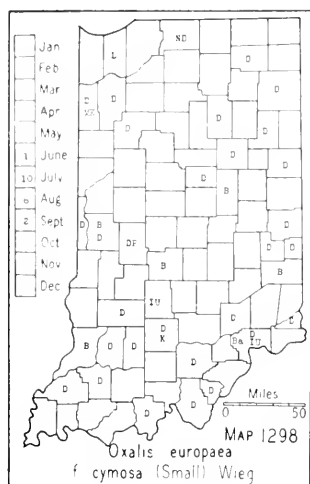 Jan
Feb
Mar
Apr
May
1 June
10 July
6 Aug
2 Sept
Oct
Nov
Dec
ND
L
D
D
D
D
D
D
D
D
D
D
D
B
D
B
B
D
D
DF
D
D
B
B
IU
D
D
D
K
D
D
IU
Ba
B
D
D
D
D
D
D
D
D
D
Miles
0 50
MAP 1298
Oxalis europaea
f. cymosa (Small) Wieg